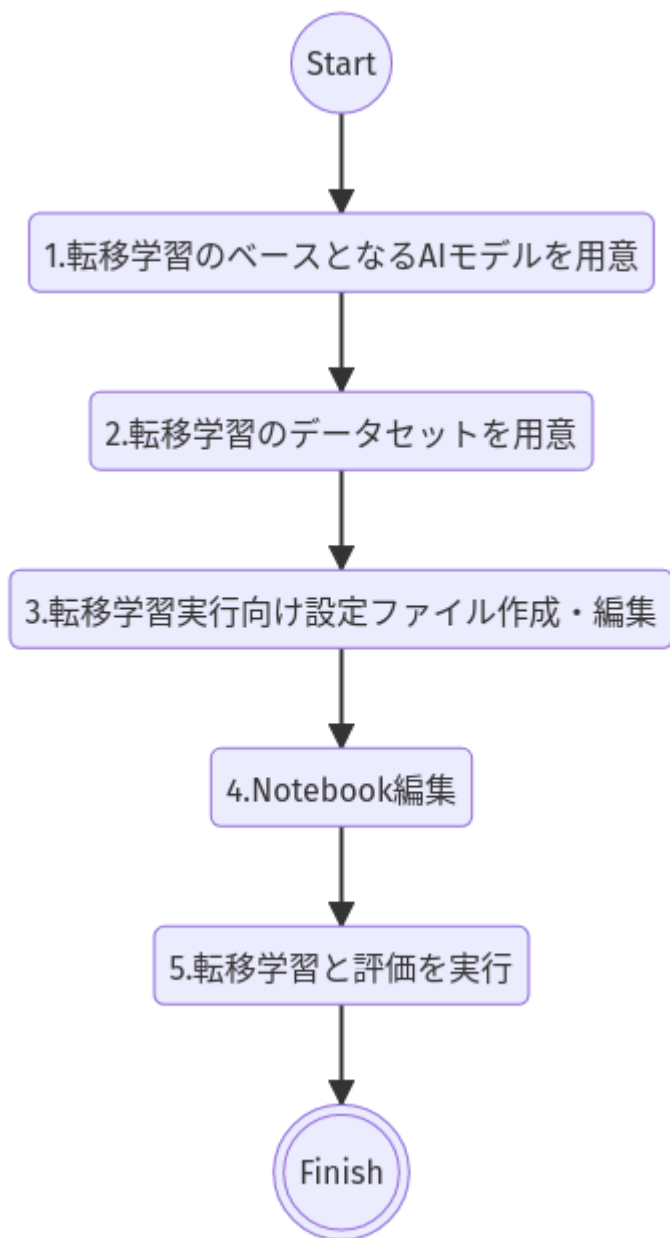 Start
1.転移学習のベースとなるAIモデルを用意
2.転移学習のデータセットを用意
3.転移学習実行向け設定ファイル作成・編集
4.Notebook編集
5.転移学習と評価を実行
Finish